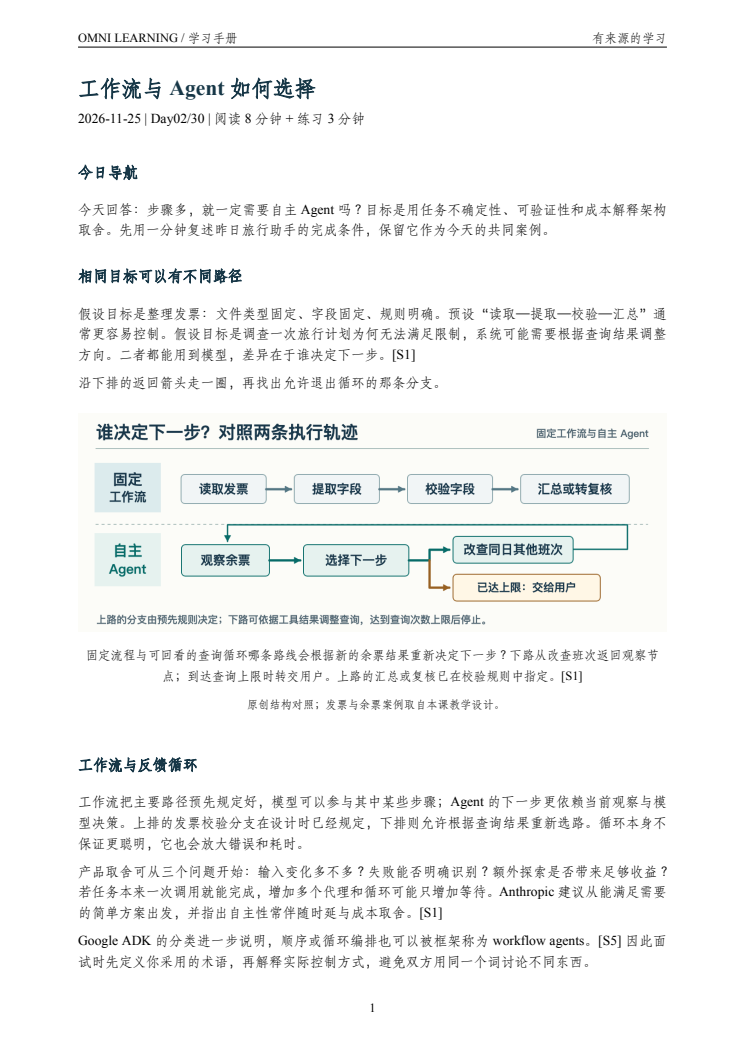 OMNI LEARNING / 学习手册
有来源的学习
工作流与 Agent 如何选择
2026-11-25 | Day02/30 | 阅读 8 分钟 + 练习 3 分钟
今日导航
今天回答：步骤多，就一定需要自主 Agent 吗？目标是用任务不确定性、可验证性和成本解释架构
取舍。先用一分钟复述昨日旅行助手的完成条件，保留它作为今天的共同案例。
相同目标可以有不同路径
假设目标是整理发票：文件类型固定、字段固定、规则明确。预设“读取—提取—校验—汇总”通
常更容易控制。假设目标是调查一次旅行计划为何无法满足限制，系统可能需要根据查询结果调整
方向。二者都能用到模型，差异在于谁决定下一步。[S1]
沿下排的返回箭头走一圈，再找出允许退出循环的那条分支。
谁决定下一步？对照两条执行轨迹
固定工作流与自主 Agent
固定
工作流
读取发票
提取字段
校验字段
汇总或转复核
自主
Agent
观察余票
选择下一步
改查同日其他班次
已达上限：交给用户
上路的分支由预先规则决定；下路可依据工具结果调整查询，达到查询次数上限后停止。
固定流程与可回看的查询循环哪条路线会根据新的余票结果重新决定下一步？下路从改查班次返回观察节
点；到达查询上限时转交用户。上路的汇总或复核已在校验规则中指定。[S1]
原创结构对照；发票与余票案例取自本课教学设计。
工作流与反馈循环
工作流把主要路径预先规定好，模型可以参与其中某些步骤；Agent 的下一步更依赖当前观察与模
型决策。上排的发票校验分支在设计时已经规定，下排则允许根据查询结果重新选路。循环本身不
保证更聪明，它也会放大错误和耗时。
产品取舍可从三个问题开始：输入变化多不多？失败能否明确识别？额外探索是否带来足够收益？
若任务本来一次调用就能完成，增加多个代理和循环可能只增加等待。Anthropic 建议从能满足需要
的简单方案出发，并指出自主性常伴随时延与成本取舍。[S1]
Google ADK 的分类进一步说明，顺序或循环编排也可以被框架称为 workflow agents。[S5] 因此面
试时先定义你采用的术语，再解释实际控制方式，避免双方用同一个词讨论不同东西。
1